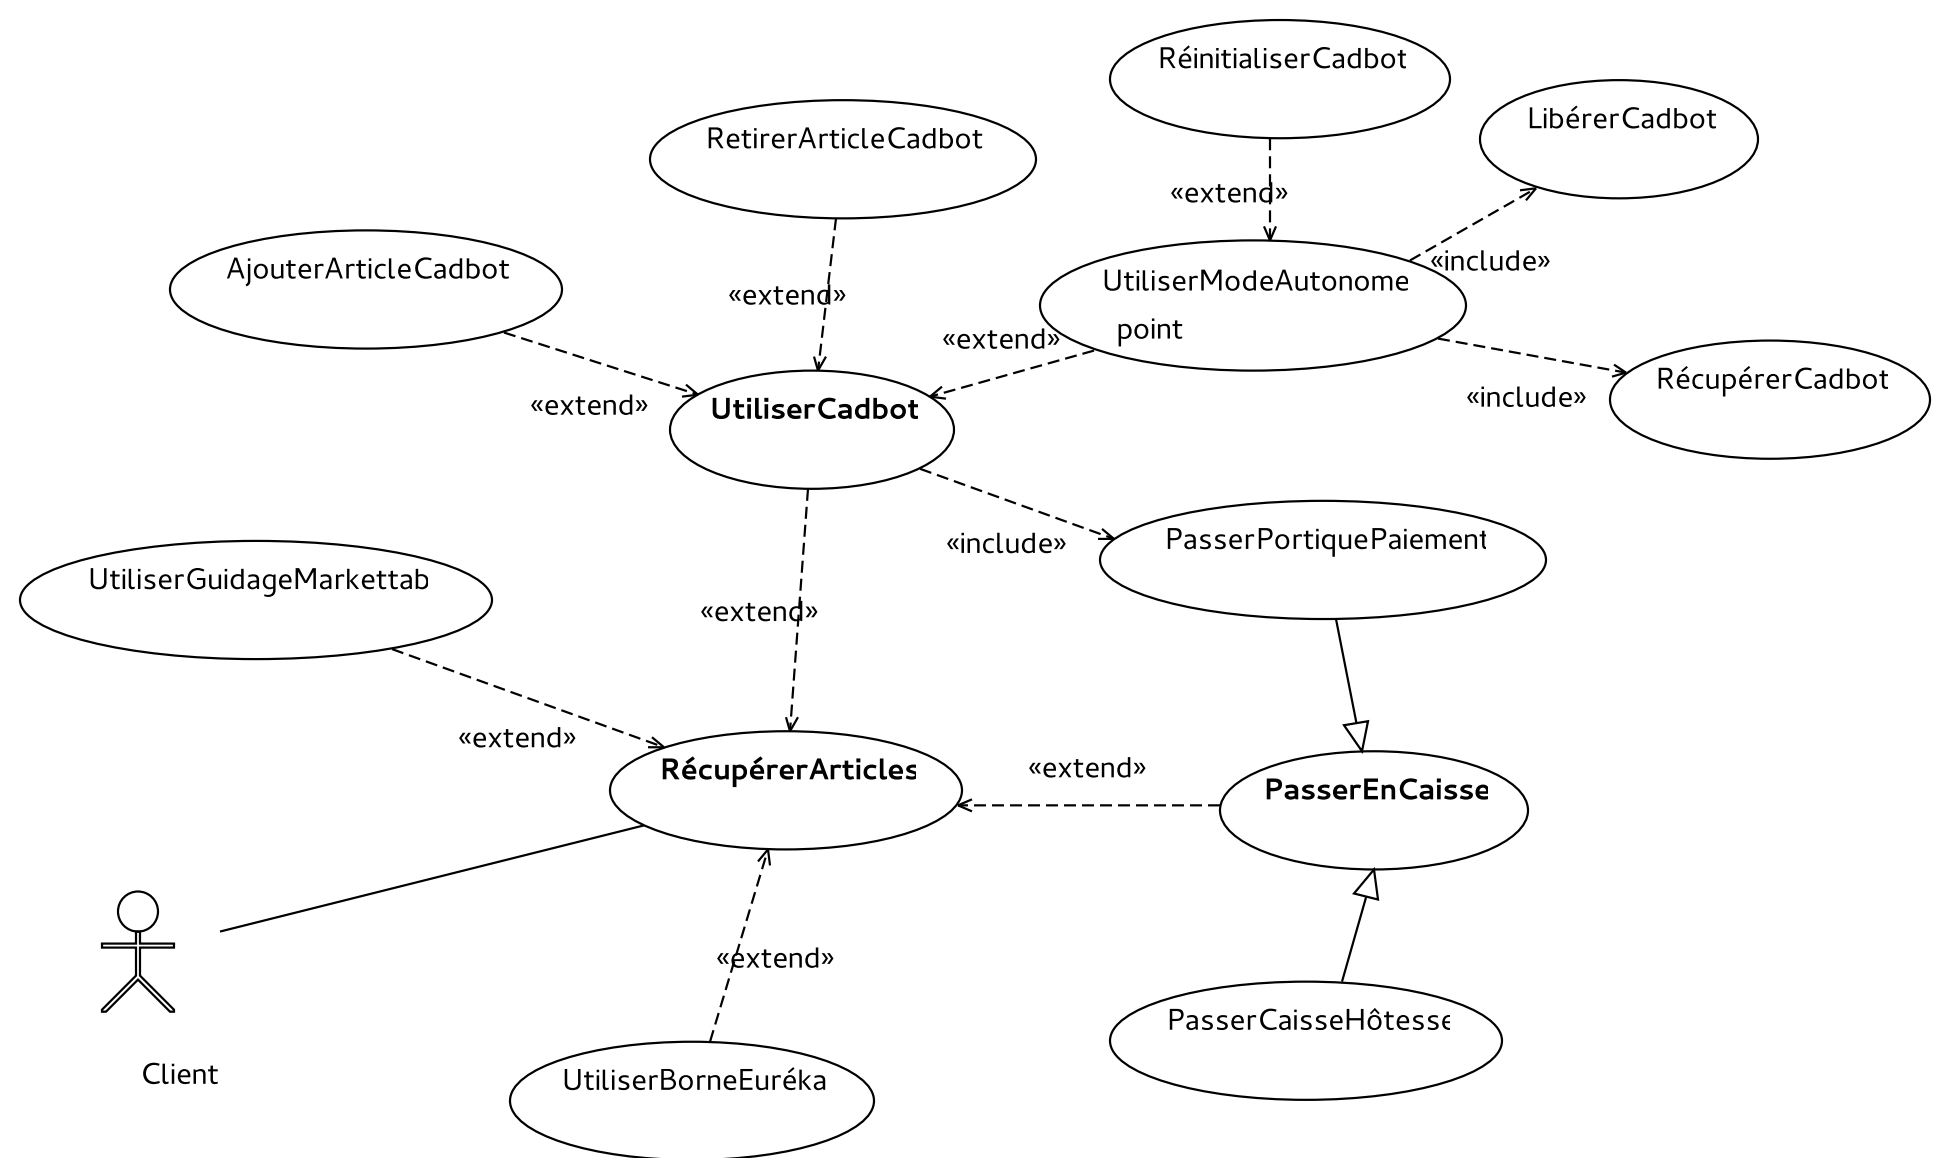 RéinitialiserCadbot
LibérerCadbot
RetirerArticleCadbot
«extend»
AjouterArticleCadbot
«include»
UtiliserModeAutonome
point
«extend»
«extend»
RécupérerCadbot
«include»
«extend»
UtiliserCadbot
PasserPortiquePaiement
«include»
UtiliserGuidageMarkettab
«extend»
«extend»
RécupérerArticles
«extend»
PasserEnCaisse
«extend»
PasserCaisseHôtesse
Client
UtiliserBorneEuréka